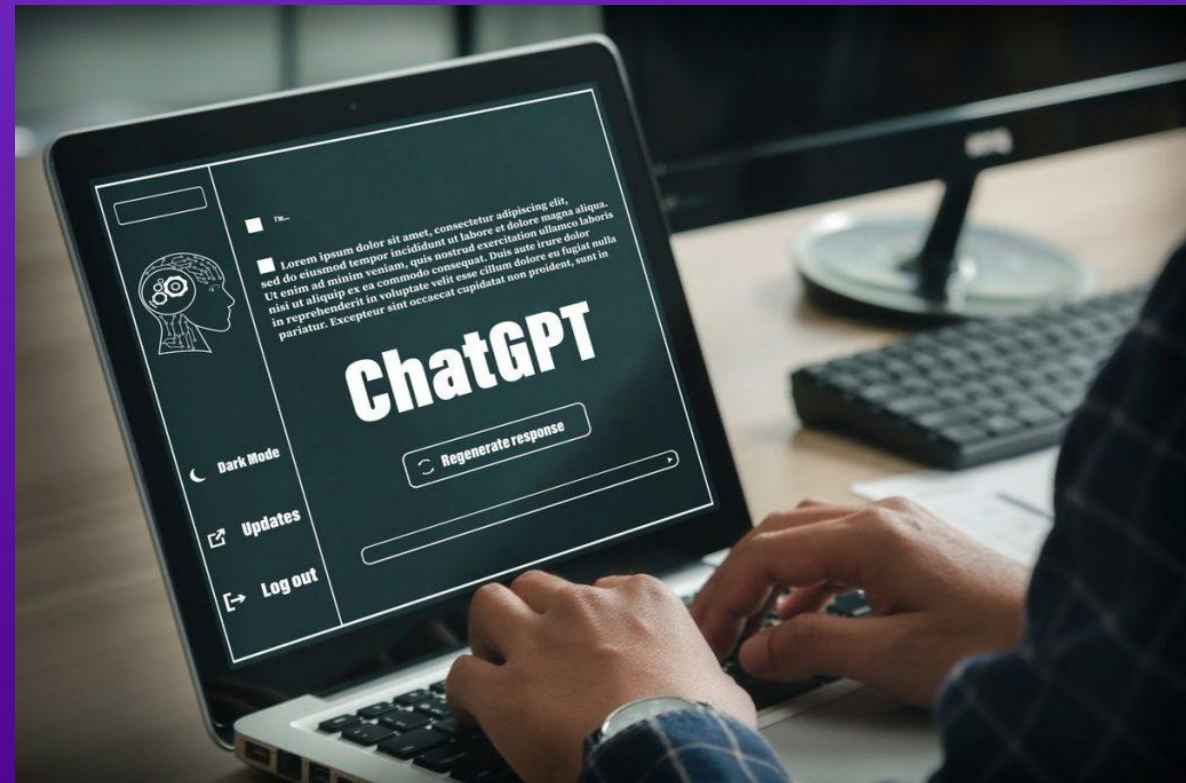 I'm...
Lorem ipsum dolor sit amet, consectetur adipiscing elit,
sed do eiusmod tempor incididunt ut labore et dolore magna aliqua.
Ut enim ad minim veniam, quis nostrud exercitation ullamco laboris
nisi ut aliquip ex ea commodo consequat. Duis aute irure dolor
in reprehenderit in voluptate velit esse cillum dolore eu fugiat nulla
pariatur. Excepteur sint occaecat cupidatat non proident, sunt in
ChatGPT
Regenerate response
Dark Mode
Updates
Log out